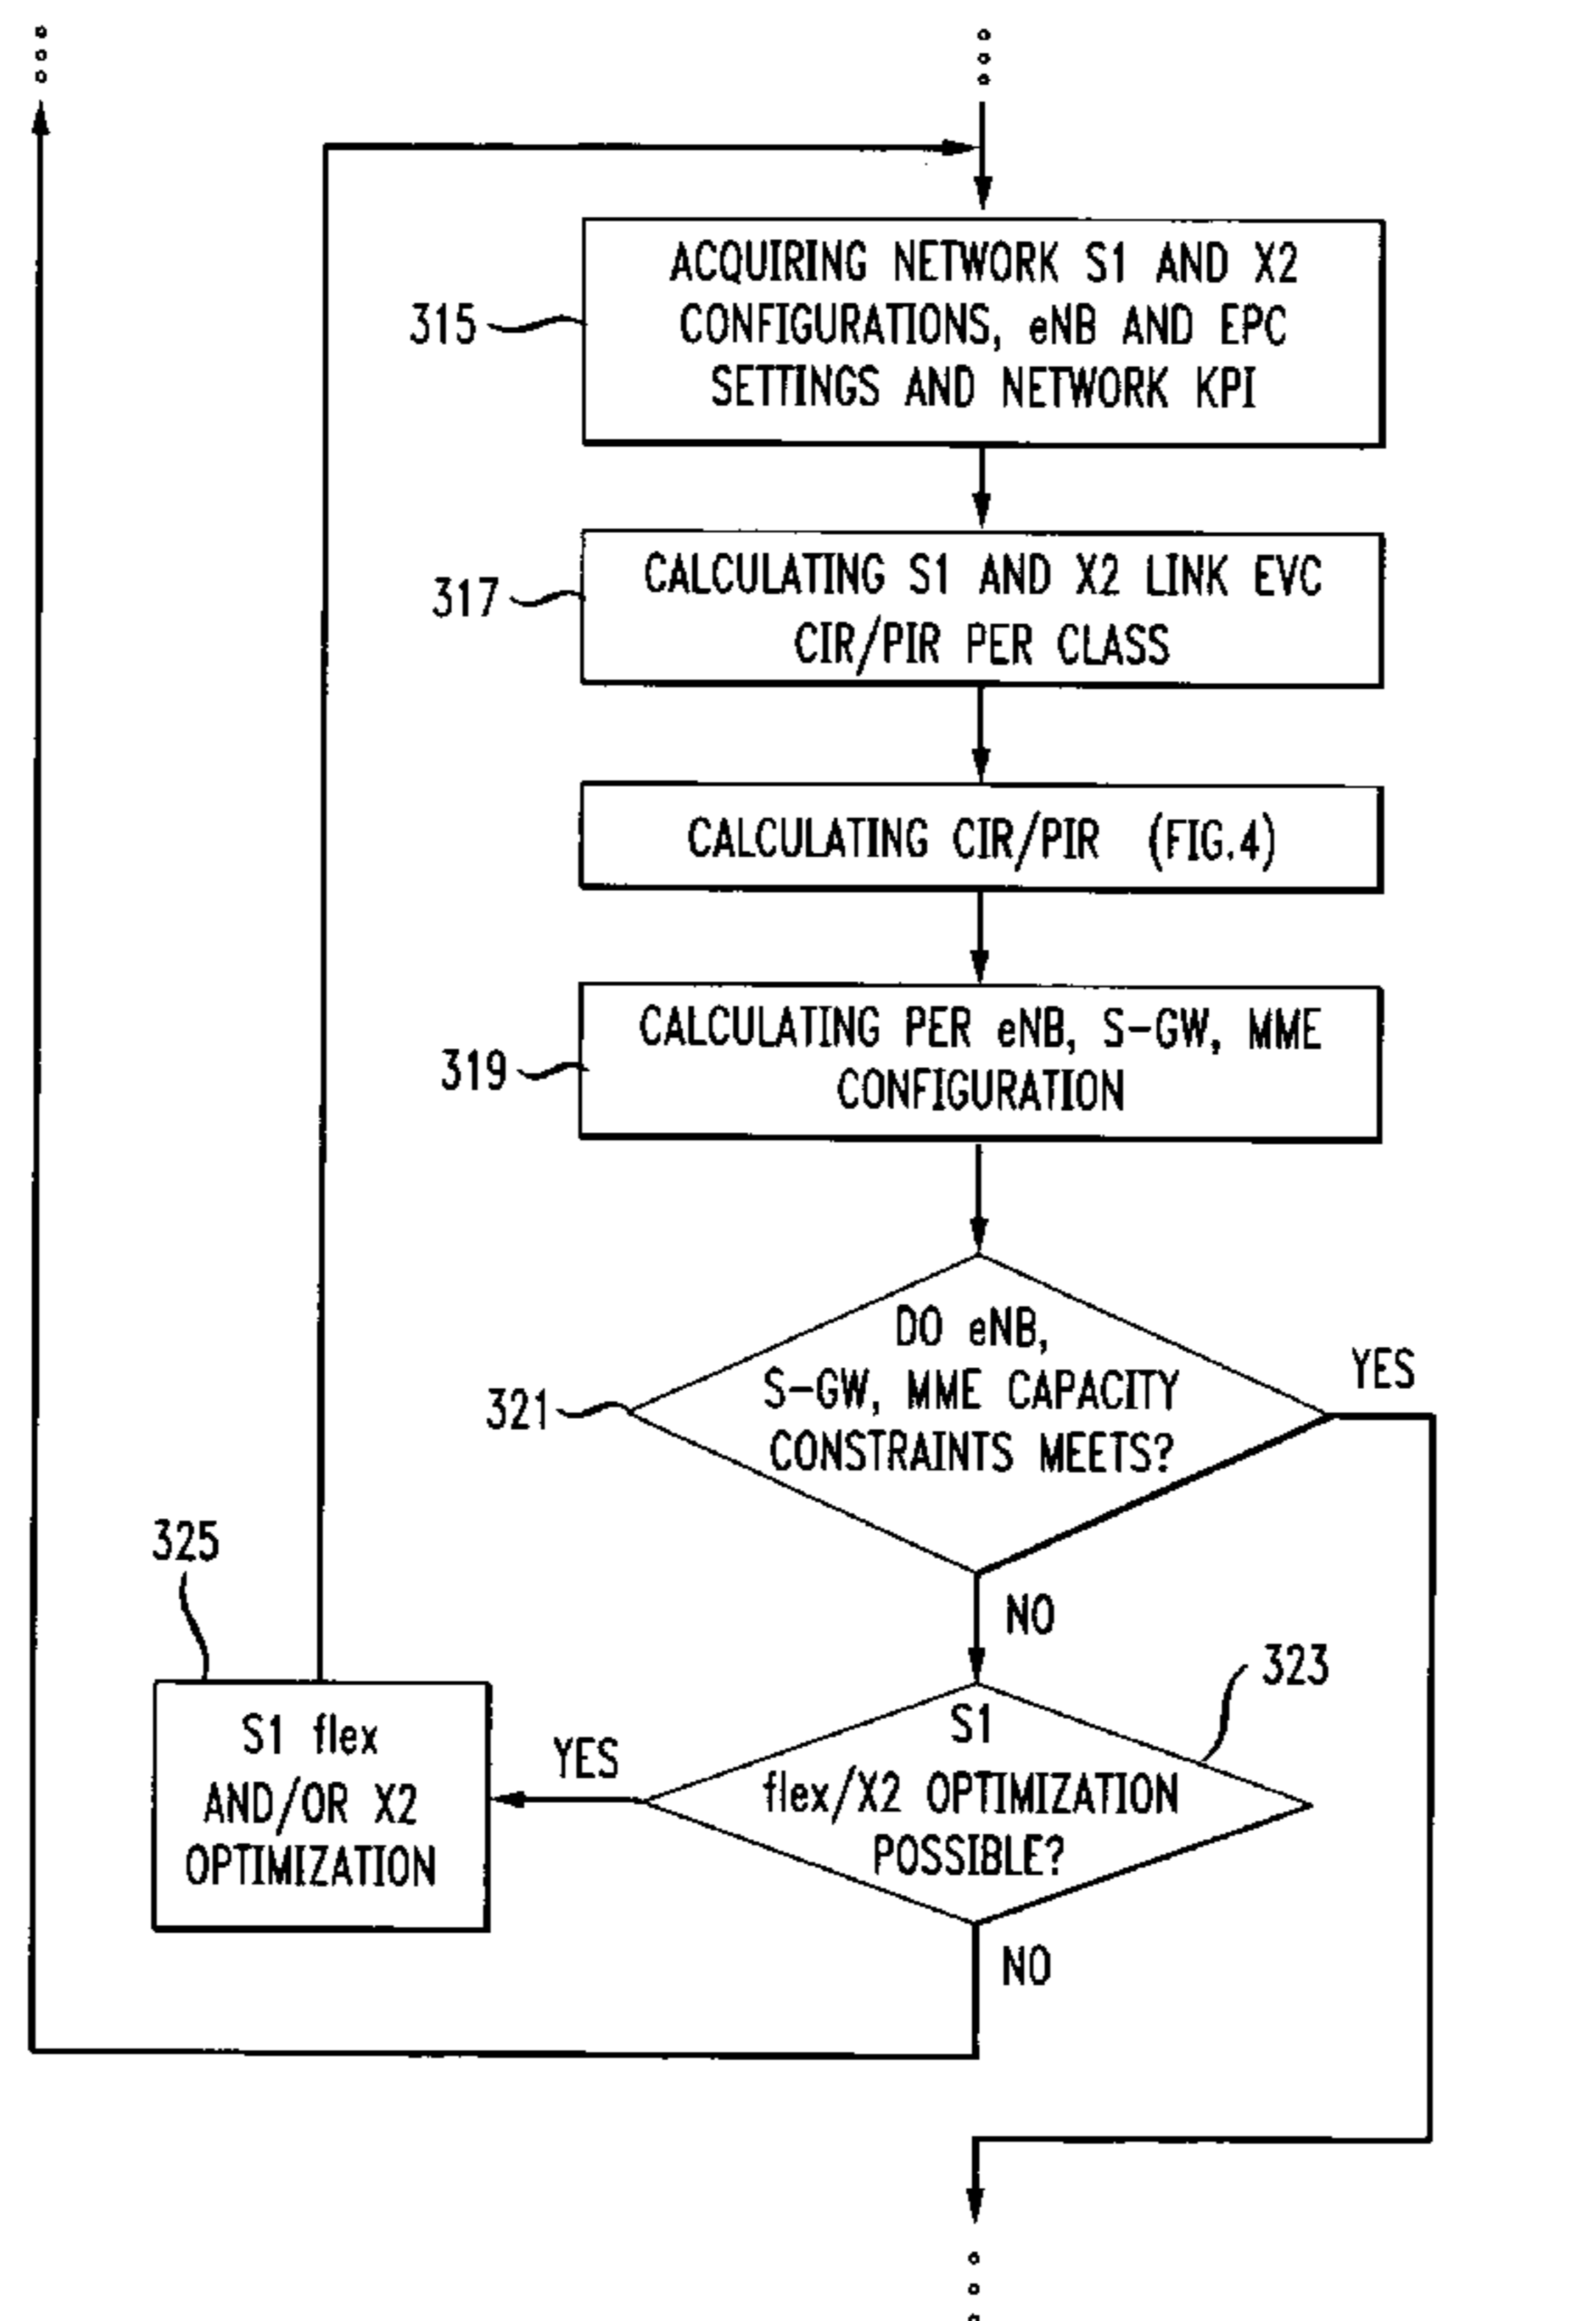 315
ACQUIRING NETWORK S1 AND X2
CONFIGURATIONS, eNB AND EPC
SETTINGS AND NETWORK KPI
317
CALCULATING S1 AND X2 LINK EVC
CIR/PIR PER CLASS
CALCULATING CIR/PIR (FIG.4)
319
CALCULATING PER eNB, S-GW, MME
CONFIGURATION
321
DO eNB,
S-GW, MME CAPACITY
CONSTRAINTS MEETS?
YES
NO
323
S1
flex/X2 OPTIMIZATION
POSSIBLE?
YES
NO
325
S1 flex
AND/OR X2
OPTIMIZATION